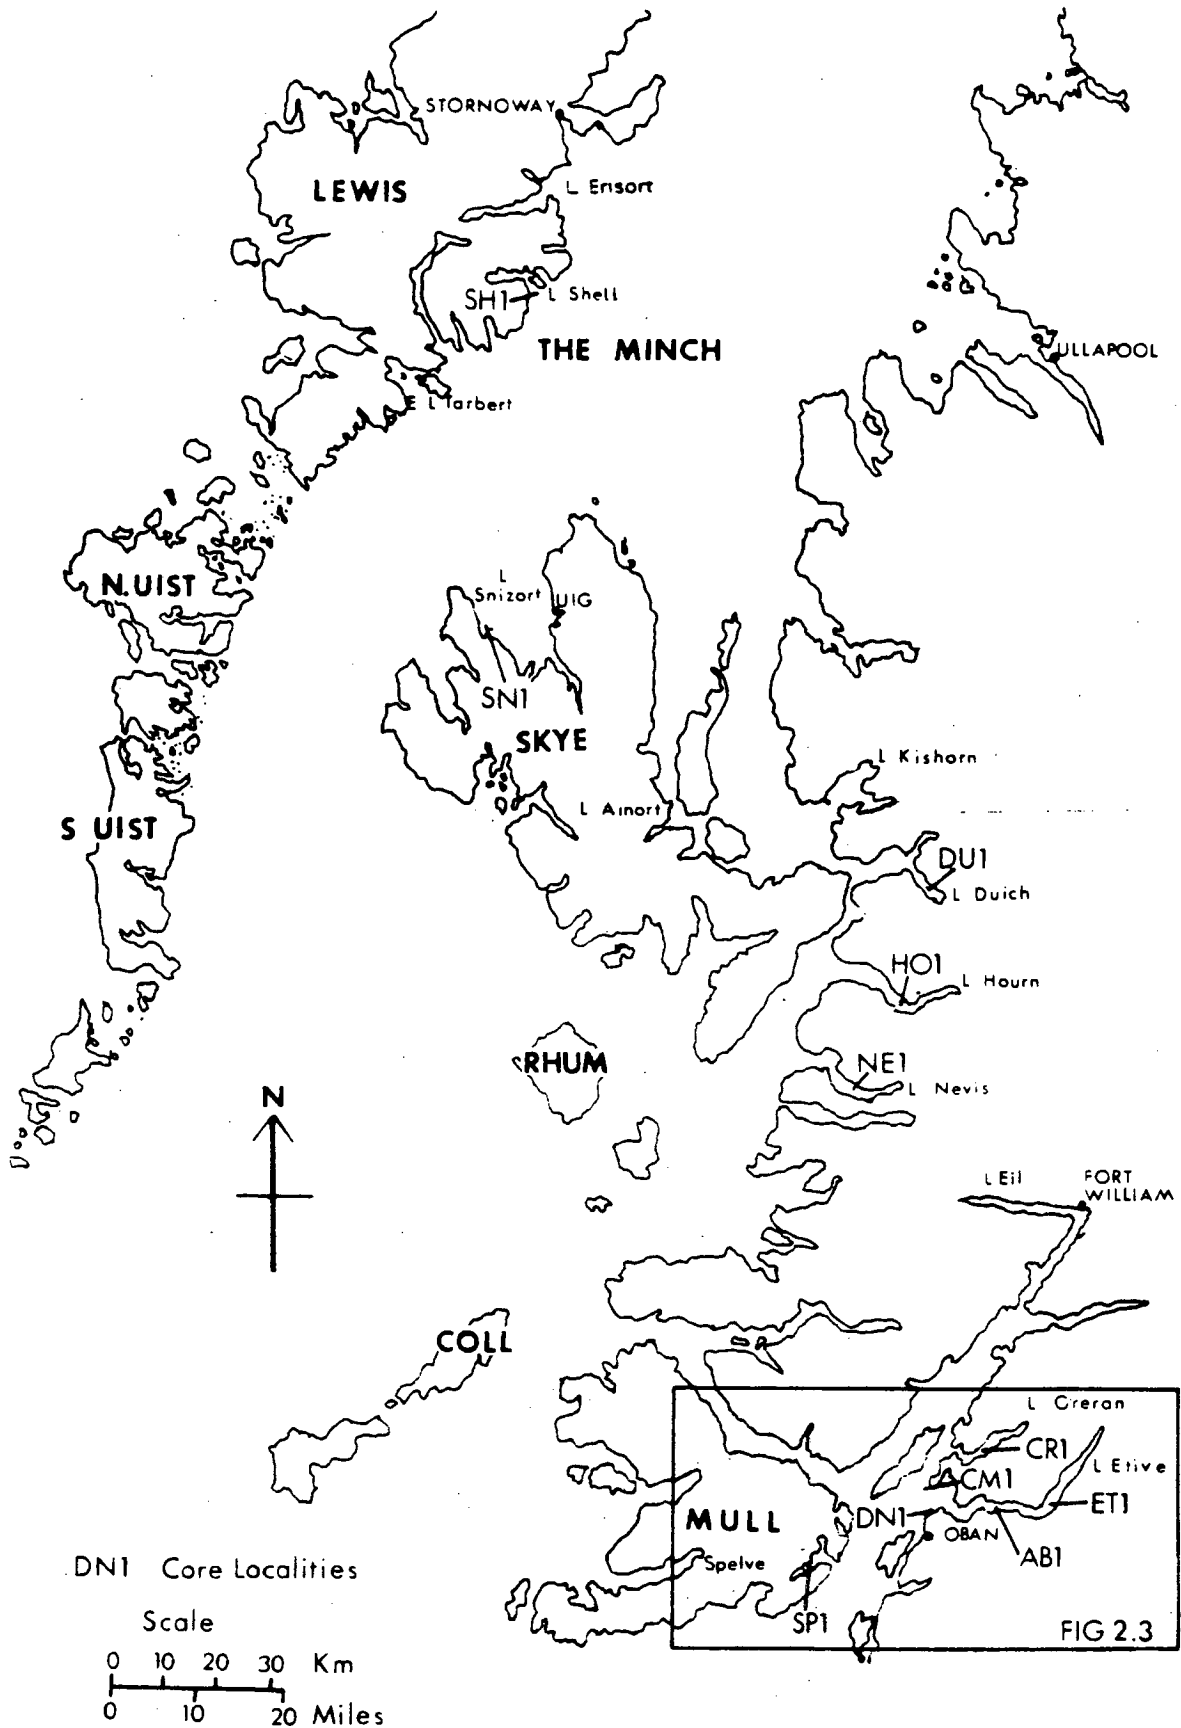 STORNOWAY
LEWIS
L Erisort
SH1
L Shell
THE MINCH
ULLAPOOL
E L Tarbert
N.UIST
L
Snizort
UIG
SN1
SKYE
L Kishorn
L Ainort
S UIST
DU1
L Duich
HO1
L Hourn
RHUM
NE1
L Nevis
N
L Eil
FORT
WILLIAM
COLL
L Creran
CR1
L Etive
CM1
ET1
MULL
DN1
OBAN
AB1
Spelve
SP1
FIG 2.3
DN1 Core Localities
Scale
0 10 20 30 Km
0 10 20 Miles